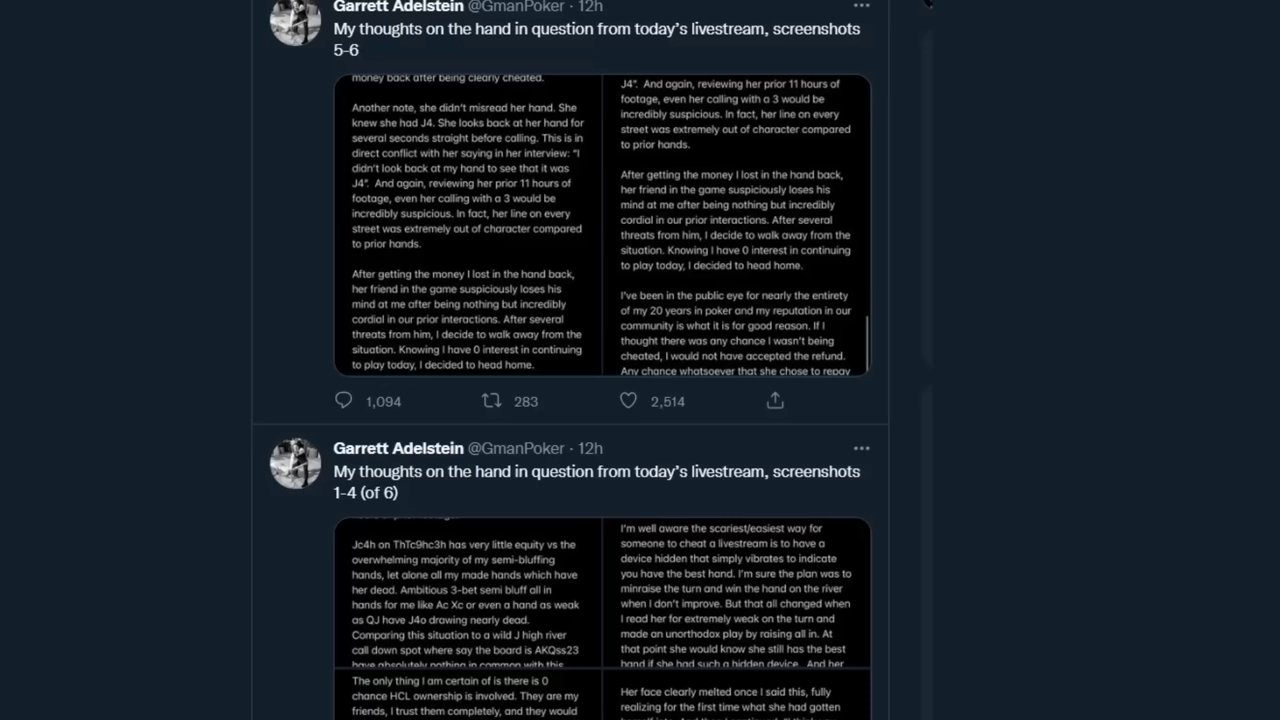 Garrett Adelstein @GmanPoker · 12h
My thoughts on the hand in question from today's livestream, screenshots
5-6
money back after being clearly cheated.
Another note, she didn't misread her hand. She
knew she had J4. She looks back at her hand for
several seconds straight before calling. This is in
direct conflict with her saying in her interview: "I
didn't look back at my hand to see that it was
J4". And again, reviewing her prior 11 hours of
footage, even her calling with a 3 would be
incredibly suspicious. In fact, her line on every
street was extremely out of character compared
to prior hands.
After getting the money I lost in the hand back,
her friend in the game suspiciously loses his
mind at me after being nothing but incredibly
cordial in our prior interactions. After several
threats from him, I decide to walk away from the
situation. Knowing I have 0 interest in continuing
to play today, I decided to head home.
J4". And again, reviewing her prior 11 hours of
footage, even her calling with a 3 would be
incredibly suspicious. In fact, her line on every
street was extremely out of character compared
to prior hands.
After getting the money I lost in the hand back,
her friend in the game suspiciously loses his
mind at me after being nothing but incredibly
cordial in our prior interactions. After several
threats from him, I decide to walk away from the
situation. Knowing I have 0 interest in continuing
to play today, I decided to head home.
I've been in the public eye for nearly the entirety
of my 20 years in poker and my reputation in our
community is what it is for good reason. If I
thought there was any chance I wasn't being
cheated, I would not have accepted the refund.
Any chance whatsoever that she chose to repay
1,094 283 2,514
Garrett Adelstein @GmanPoker · 12h
My thoughts on the hand in question from today's livestream, screenshots
1-4 (of 6)
Jc4h on ThTc9hc3h has very little equity vs the
overwhelming majority of my semi-bluffing
hands, let alone all my made hands which have
her dead. Ambitious 3-bet semi bluff all in
hands for me like Ac Xc or even a hand as weak
as QJ have J4o drawing nearly dead.
Comparing this situation to a wild J high river
call down spot where say the board is AKQss23
have absolutely nothing in common with this
I'm well aware the scariest/easiest way for
someone to cheat a livestream is to have a
device hidden that simply vibrates to indicate
you have the best hand. I'm sure the plan was to
minraise the turn and win the hand on the river
when I don't improve. But that all changed when
I read her for extremely weak on the turn and
made an unorthodox play by raising all in. At
that point she would know she still has the best
hand if she had such a hidden device. And her
The only thing I am certain of is there is 0
chance HCL ownership is involved. They are my
friends, I trust them completely, and they would
Her face clearly melted once I said this, fully
realizing for the first time what she had gotten